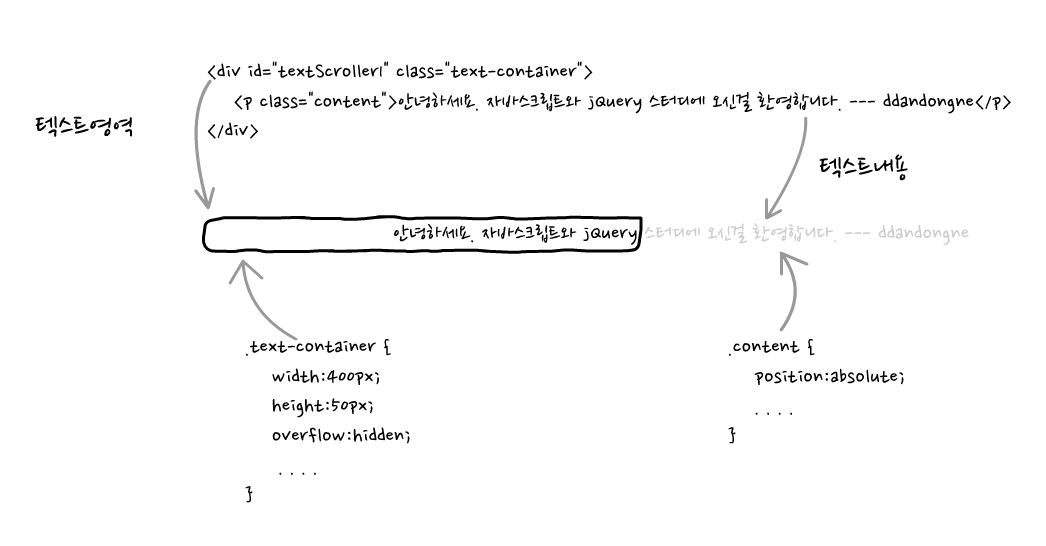 <div id="textScroller1" class="text-container">
<p class="content">안녕하세요. 자바스크립트와 jQuery 스터디에 오신걸 환영합니다. --- ddandongne</p>
</div>
텍스트영역
텍스트내용
안녕하세요. 자바스크립트와 jQuery 스터디에 오신걸 환영합니다. --- ddandongne
.text-container {
width:400px;
height:50px;
overflow:hidden;
....
}
.content {
position:absolute;
....
}